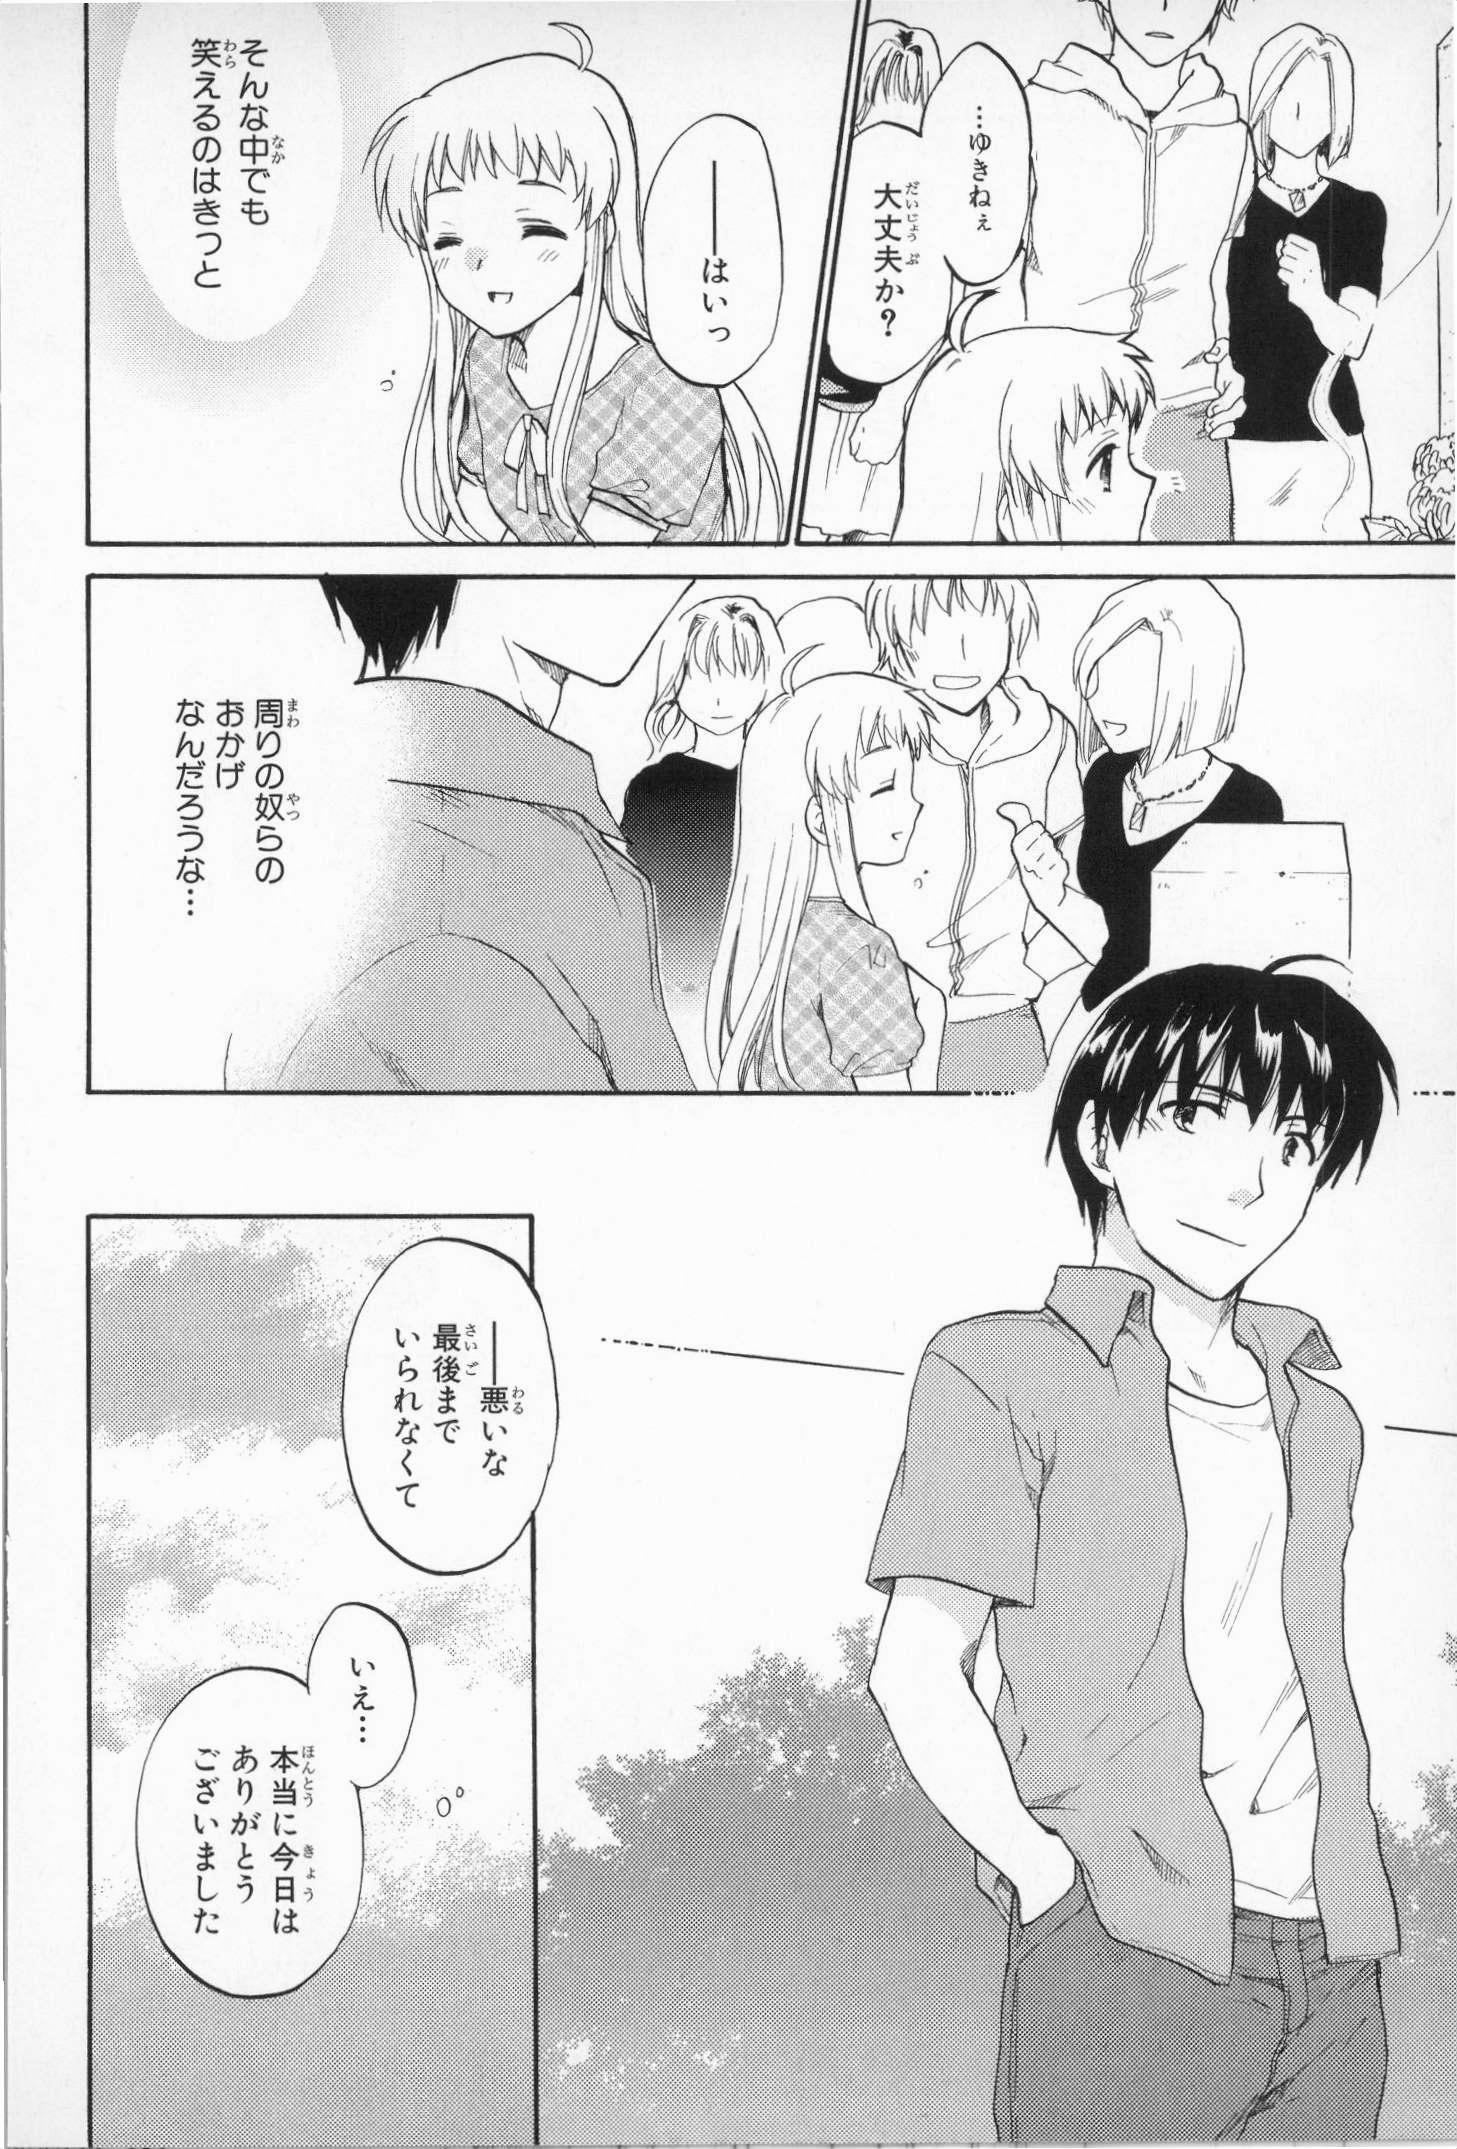 …ゆきねぇ
大丈夫か？
――はいっ
そんな中でも
笑えるのはきっと
周りの奴らの
おかげ
なんだろうな…
――悪いな
最後まで
いられなくて
いえ…
本当に今日は
ありがとう
ございました